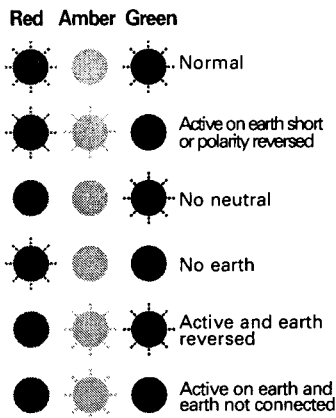 Red Amber Green
Normal
Active on earth short
or polarity reversed
No neutral
No earth
Active and earth
reversed
Active on earth and
earth not connected